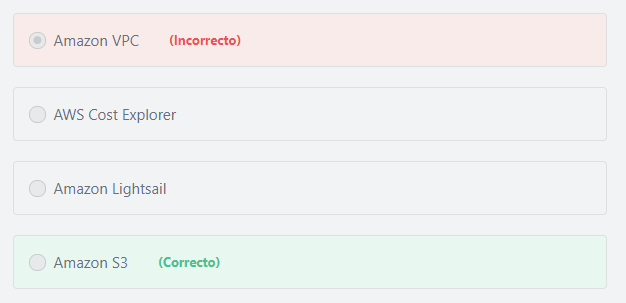 Amazon VPC (Incorrecto)
AWS Cost Explorer
Amazon Lightsail
Amazon S3 (Correcto)